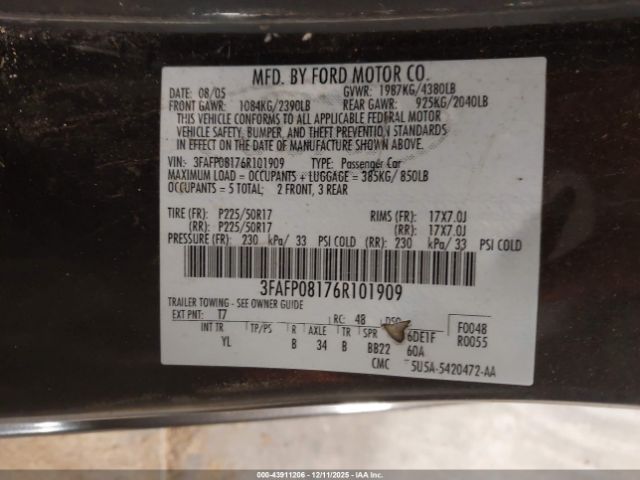 MFD. BY FORD MOTOR CO.
DATE: 08/05 GVWR: 1987KG/4380LB
FRONT GAWR: 1084KG/2390LB REAR GAWR: 925KG/2040LB
THIS VEHICLE CONFORMS TO ALL APPLICABLE FEDERAL MOTOR
VEHICLE SAFETY, BUMPER, AND THEFT PREVENTION STANDARDS
IN EFFECT ON THE DATE OF MANUFACTURE SHOWN ABOVE.
VIN: 3FAFP08176R101909 TYPE: Passenger Car
MAXIMUM LOAD = OCCUPANTS + LUGGAGE = 385KG/ 850LB
OCCUPANTS = 5 TOTAL, 2 FRONT, 3 REAR
TIRE (FR): P225/50R17 RIMS (FR): 17X7.0J
(RR): P225/50R17 (RR): 17X7.0J
PRESSURE (FR): 230 kPa/ 33 PSI COLD (RR): 230 kPa/ 33 PSI COLD
3FAFP08176R101909
TRAILER TOWING - SEE OWNER GUIDE
EXT PNT: T7 RC: 48 DSO: F0048
INT TR TP/PS R AXLE TR SPR 6DE1F R0055
YL B 34 B BB22 60A
CMC 5U5A-5420472-AA
000-43911206 - 12/11/2025 - IAA Inc.